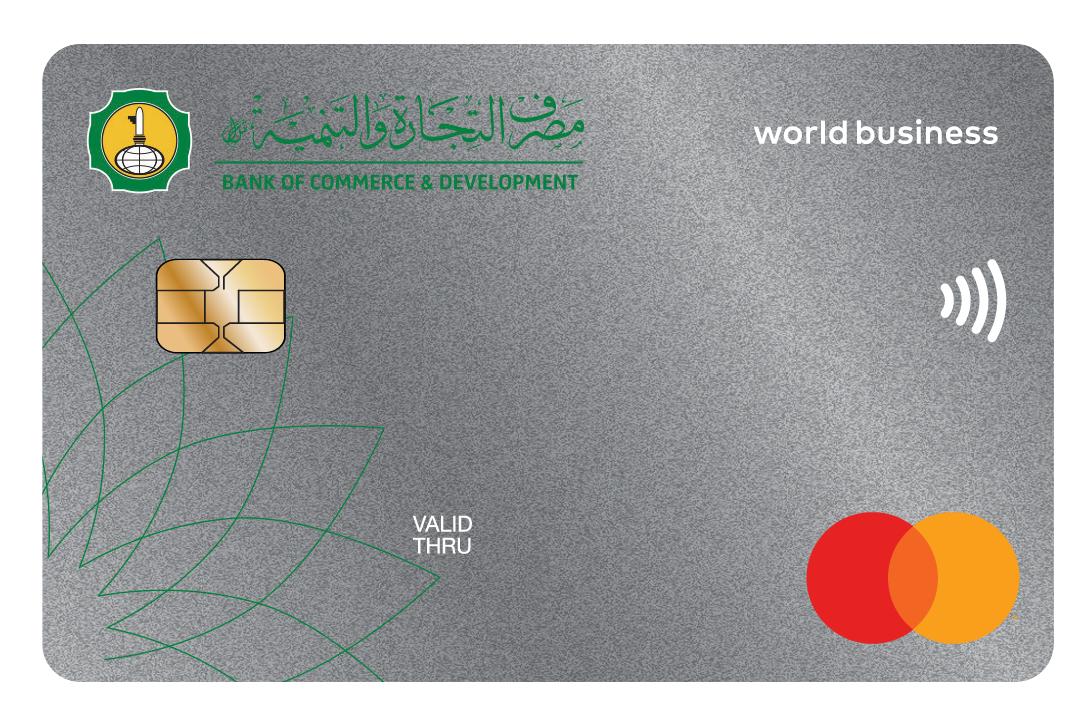 مصرف التجارة والتنمية
BANK OF COMMERCE & DEVELOPMENT
world business
VALID
THRU